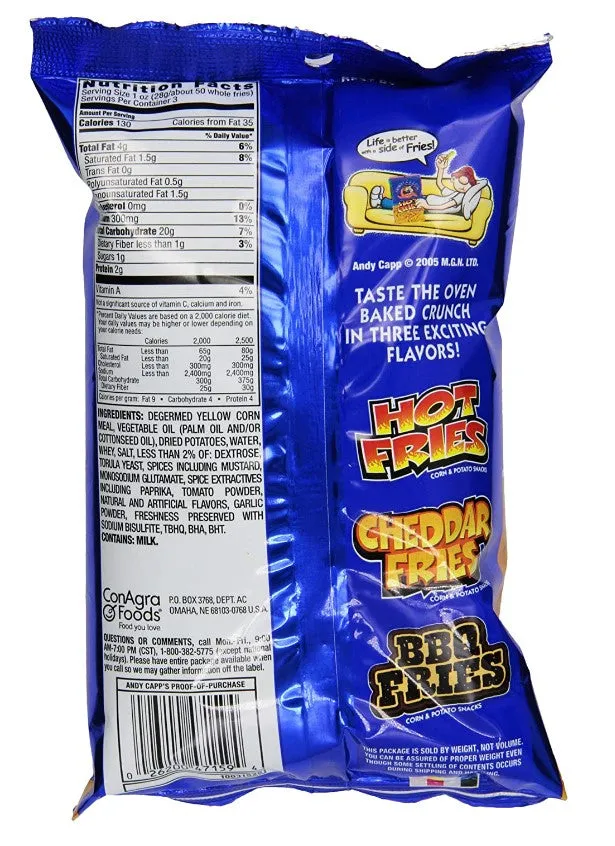 Nutrition Facts
Serving Size 1 oz (28g/about 50 whole fries)
Servings Per Container 3
Amount Per Serving
Calories 130 Calories from Fat 35
% Daily Value*
Total Fat 4g 6%
Saturated Fat 1.5g 8%
Trans Fat 0g
Polyunsaturated Fat 0.5g
nounsaturated Fat 1.5g
esterol 0mg 0%
um 300mg 13%
al Carbohydrate 20g 7%
Dietary Fiber less than 1g 3%
Sugars 1g
Protein 2g
Vitamin A 4%
Not a significant source of vitamin C, calcium and iron.
*Percent Daily Values are based on a 2,000 calorie diet.
Your daily values may be higher or lower depending on
your calorie needs:
Calories 2,000 2,500
Total Fat Less than 65g 80g
Saturated Fat Less than 20g 25g
Cholesterol Less than 300mg 300mg
Sodium Less than 2,400mg 2,400mg
Total Carbohydrate 300g 375g
Dietary Fiber 25g 30g
Calories per gram: Fat 9 • Carbohydrate 4 • Protein 4
INGREDIENTS: DEGERMED YELLOW CORN
MEAL, VEGETABLE OIL (PALM OIL AND/OR
COTTONSEED OIL), DRIED POTATOES, WATER,
WHEY, SALT, LESS THAN 2% OF: DEXTROSE,
TORULA YEAST, SPICES INCLUDING MUSTARD,
MONOSODIUM GLUTAMATE, SPICE EXTRACTIVES
INCLUDING PAPRIKA, TOMATO POWDER,
NATURAL AND ARTIFICIAL FLAVORS, GARLIC
POWDER, FRESHNESS PRESERVED WITH
SODIUM BISULFITE, TBHQ, BHA, BHT.
CONTAINS: MILK.
ConAgra
Foods®
Food you love
P.O. BOX 3768, DEPT. AC
OMAHA, NE 68103-0768 U.S.A.
QUESTIONS OR COMMENTS, call Mon.-Fri., 9:00
AM-7:00 PM (CST), 1-800-382-5775 (except national
holidays). Please have entire package available when
you call so we may gather information off the label.
ANDY CAPP'S PROOF-OF-PURCHASE
0 26200 47159 4
Life is better
with a side of Fries!
Andy Capp © 2005 M.G.N. LTD.
TASTE THE OVEN
BAKED CRUNCH
IN THREE EXCITING
FLAVORS!
HOT
FRIES
CORN & POTATO SNACKS
CHEDDAR
FRIES
CORN & POTATO SNACKS
BBQ
FRIES
CORN & POTATO SNACKS
THIS PACKAGE IS SOLD BY WEIGHT, NOT VOLUME.
YOU CAN BE ASSURED OF PROPER WEIGHT EVEN
THOUGH SOME SETTLING OF CONTENTS OCCURS
DURING SHIPPING AND HANDLING.